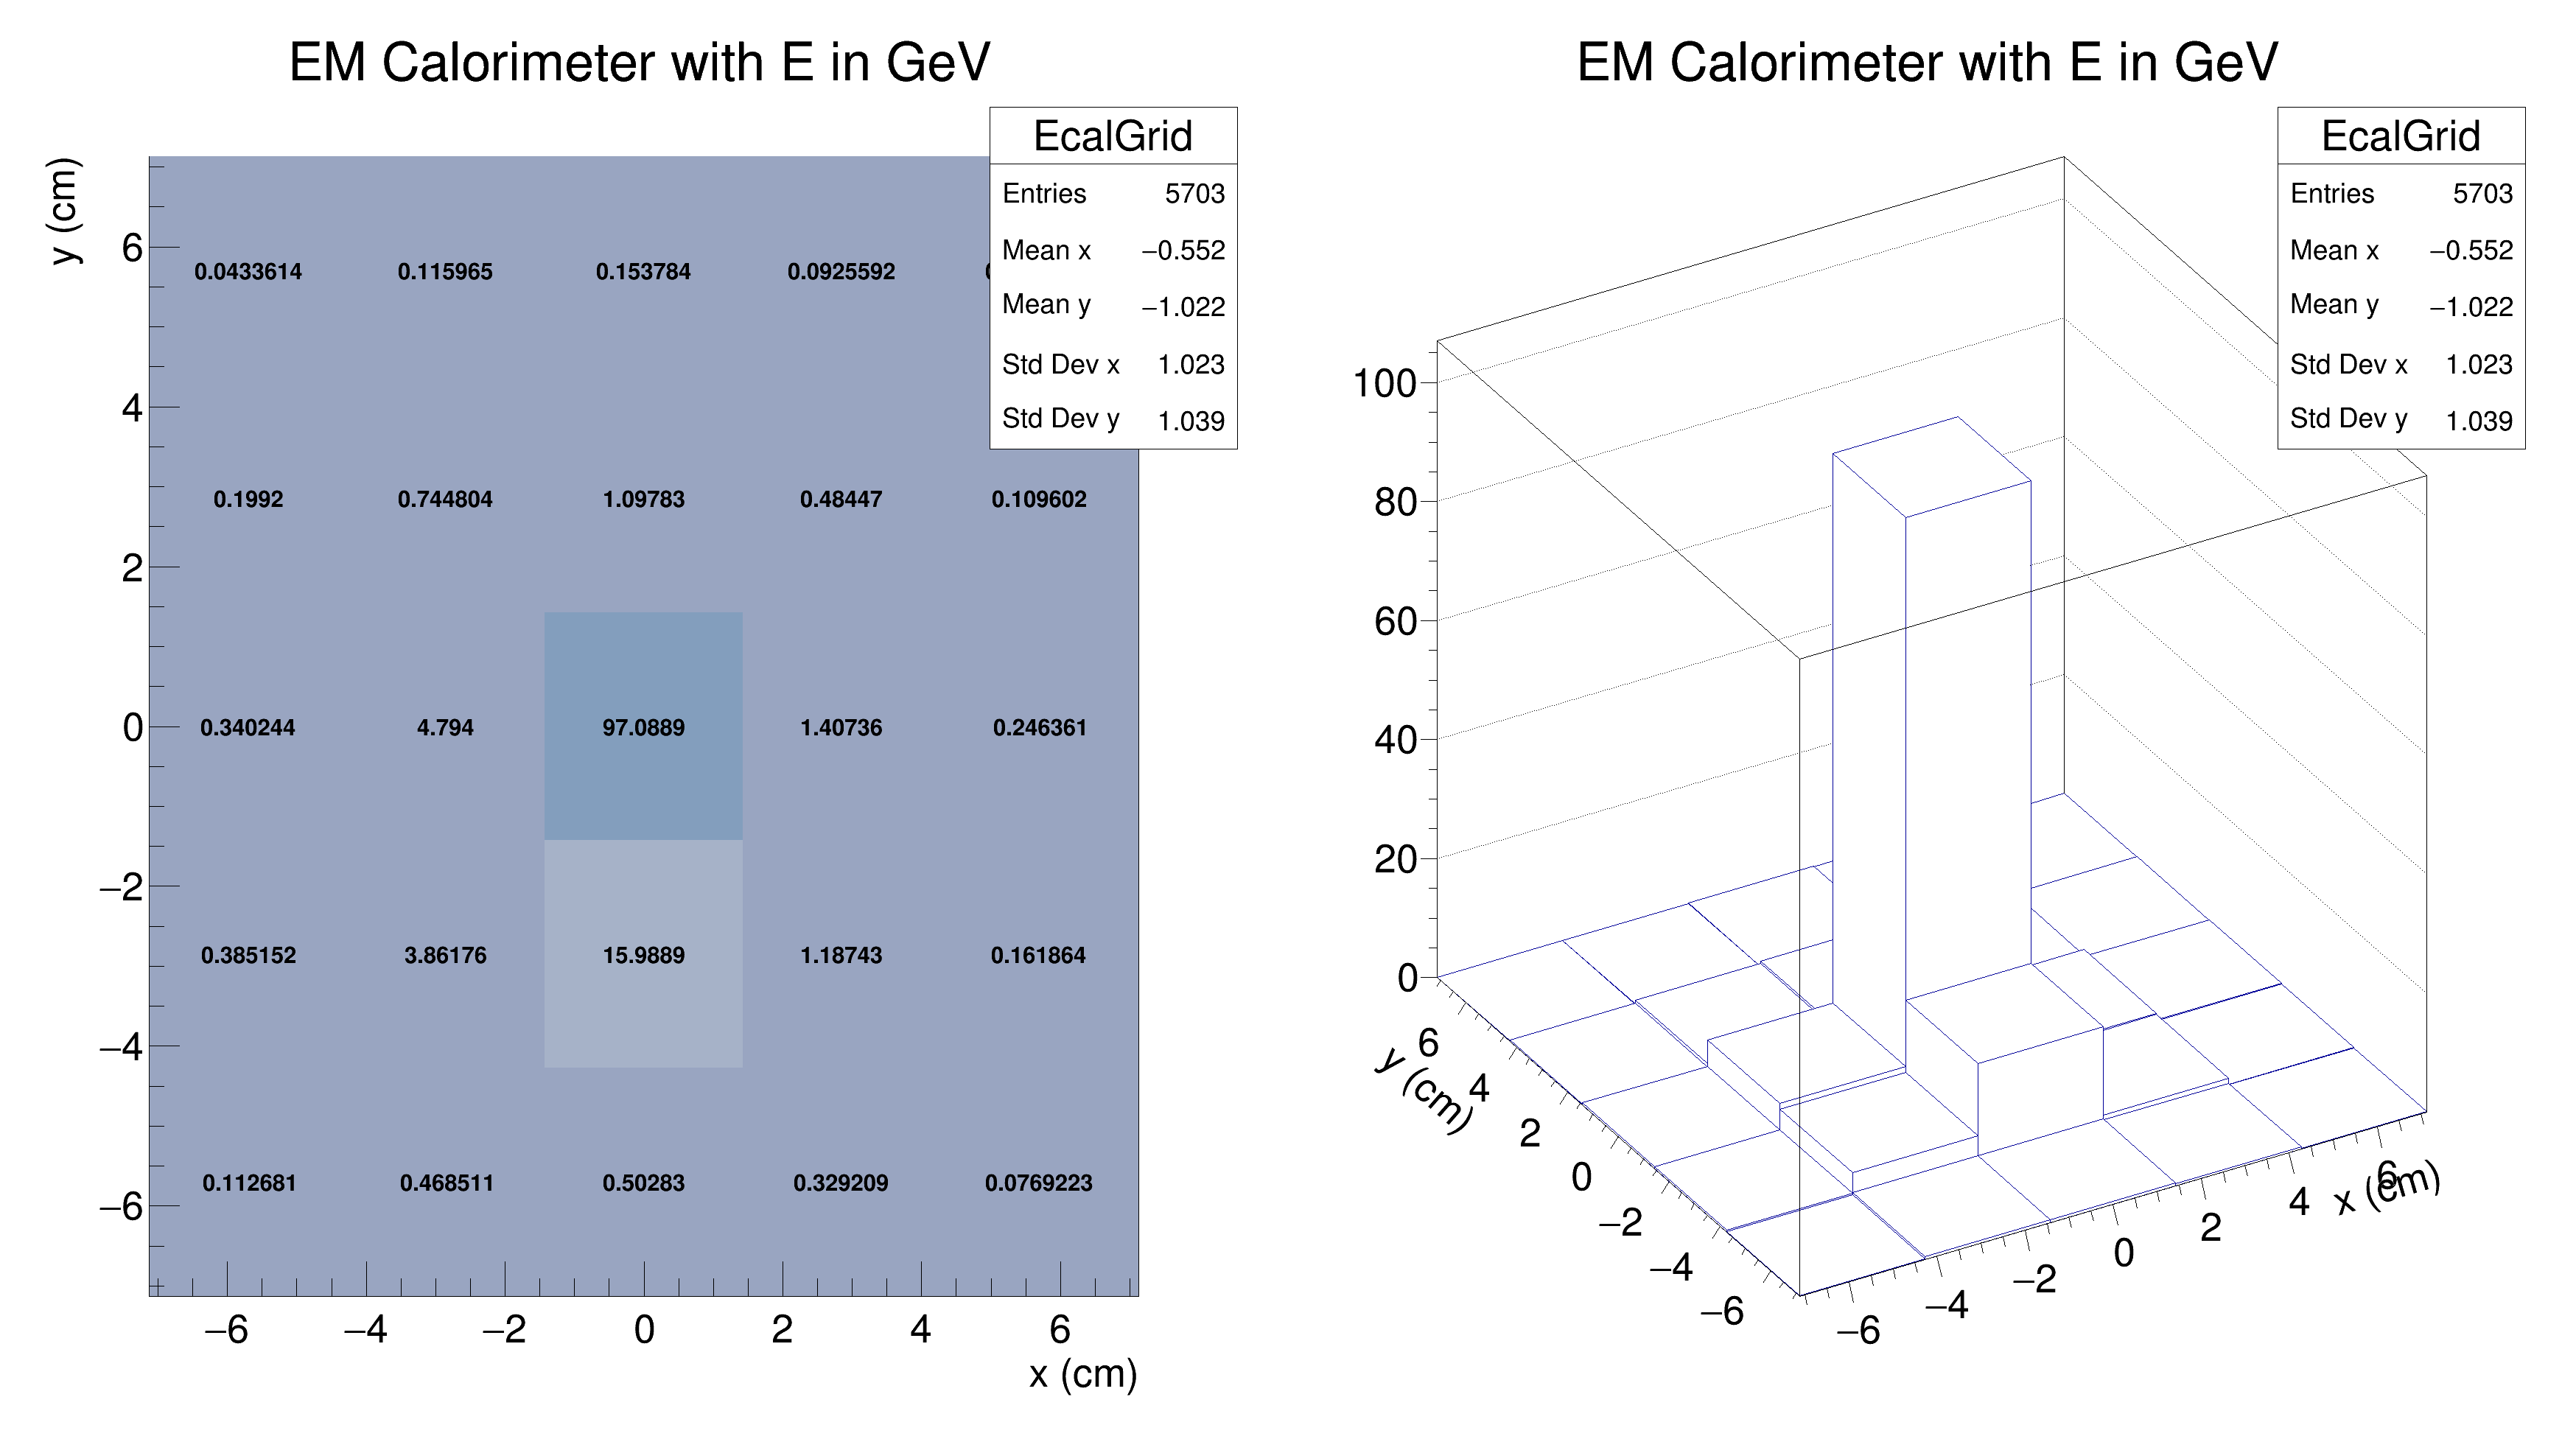 EM Calorimeter with E in GeV
EcalGrid
Entries 5703
Mean x −0.552
Mean y −1.022
Std Dev x 1.023
Std Dev y 1.039
y (cm)
6
4
2
0
−2
−4
−6
0.0433614 0.115965 0.153784 0.0925592
0.1992 0.744804 1.09783 0.48447 0.109602
0.340244 4.794 97.0889 1.40736 0.246361
0.385152 3.86176 15.9889 1.18743 0.161864
0.112681 0.468511 0.50283 0.329209 0.0769223
−6 −4 −2 0 2 4 6
x (cm)
EM Calorimeter with E in GeV
EcalGrid
Entries 5703
Mean x −0.552
Mean y −1.022
Std Dev x 1.023
Std Dev y 1.039
100
80
60
40
20
0
y (cm)
6
4
2
0
−2
−4
−6
−6 −4 −2 0 2 4 6
x (cm)